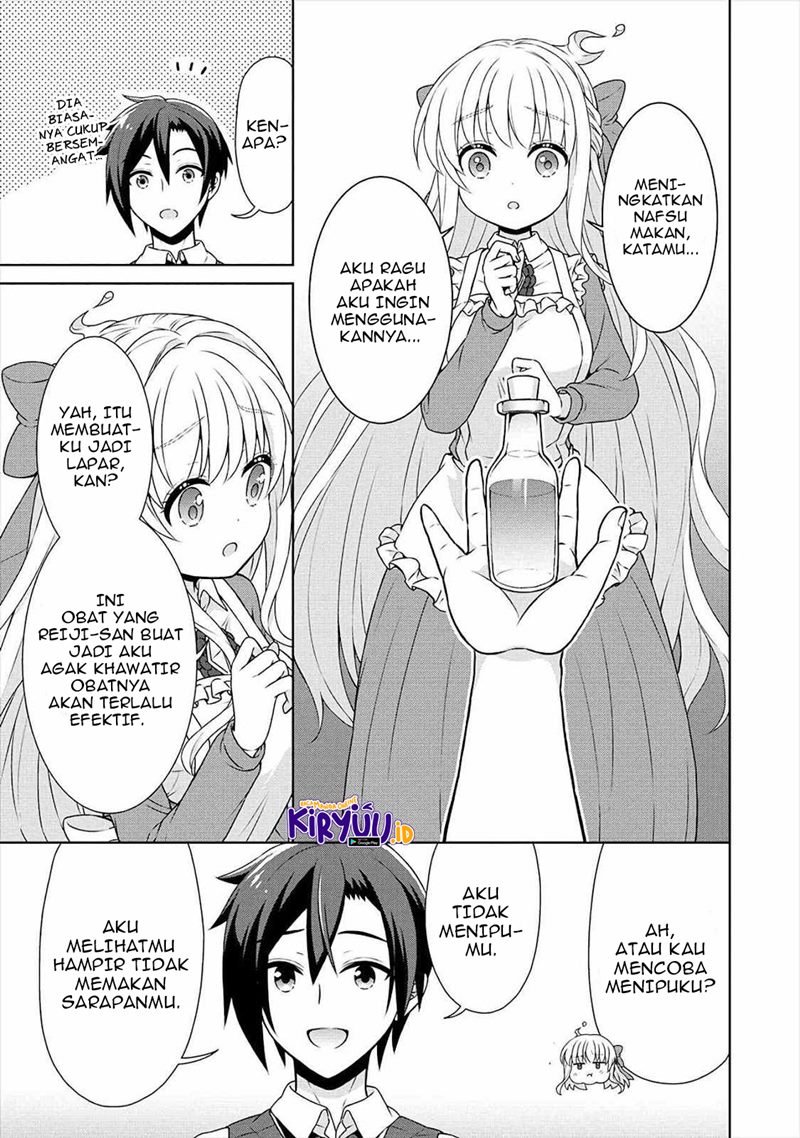 MENI-
NGKATKAN
NAFSU
MAKAN,
KATAMU...
AKU RAGU
APAKAH
AKU INGIN
MENGGUNA-
KANNYA...
KEN-
APA?
DIA
BIASA-
NYA CUKUP
BERSEM-
ANGAT...
YAH, ITU
MEMBUAT-
KU JADI
LAPAR,
KAN?
INI
OBAT YANG
REIJI-SAN BUAT
JADI AKU
AGAK KHAWATIR
OBATNYA
AKAN TERLALU
EFEKTIF.
KIRYUU.ID
Google Play
AH,
ATAU KAU
MENCOBA
MENIPUKU?
AKU
TIDAK
MENIPU-
MU.
AKU
MELIHATMU
HAMPIR TIDAK
MEMAKAN
SARAPANMU.